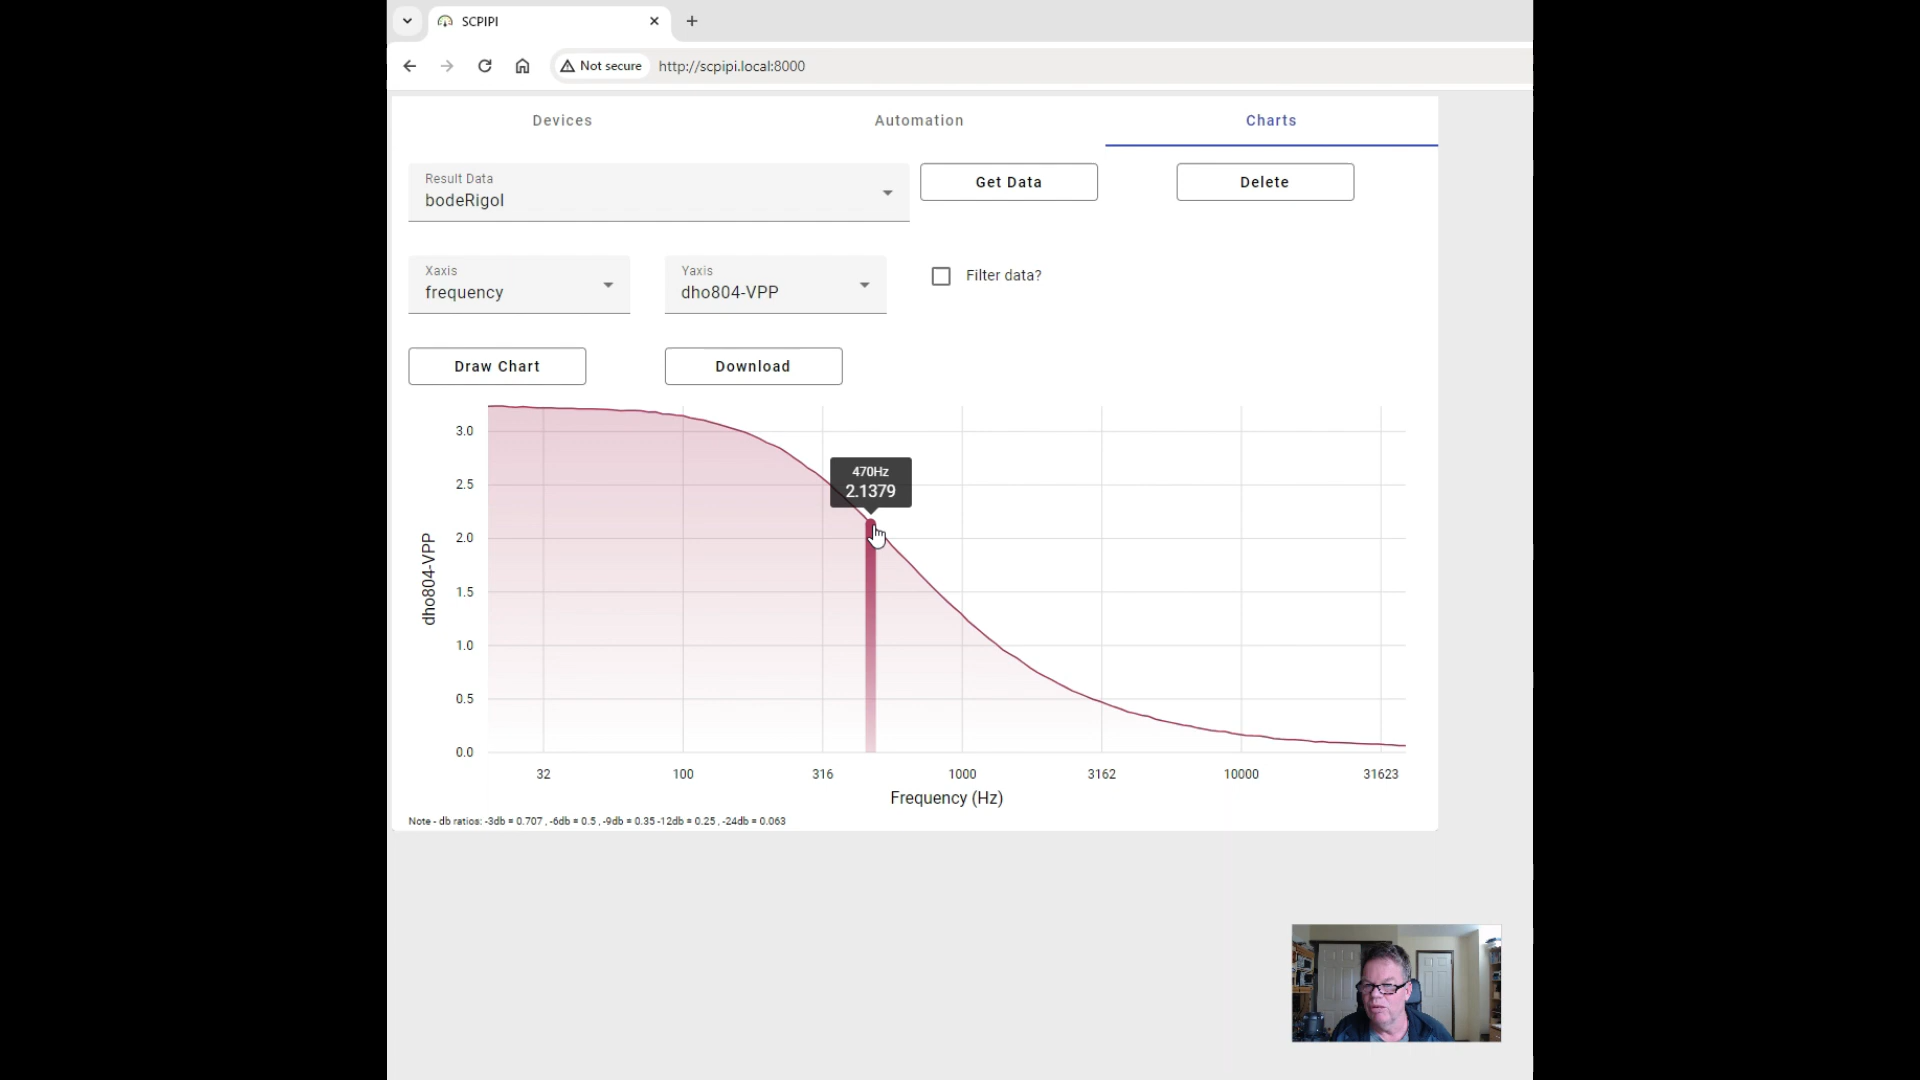 SCPIPI
Not secure http://scpipi.local:8000
Devices Automation Charts
Result Data
bodeRigol
Get Data Delete
Xaxis
frequency
Yaxis
dho804-VPP
Filter data?
Draw Chart Download
470Hz
2.1379
dho804-VPP
3.0
2.5
2.0
1.5
1.0
0.5
0.0
32 100 316 1000 3162 10000 31623
Frequency (Hz)
Note - db ratios: -3db = 0.707 , -6db = 0.5 , -9db = 0.35 -12db = 0.25 , -24db = 0.063